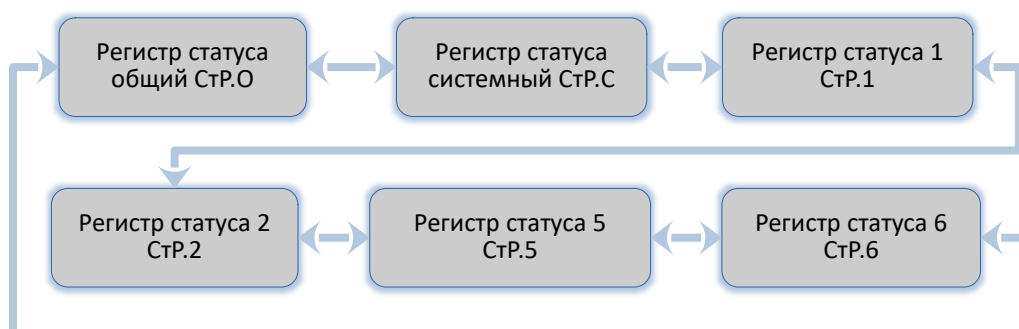 Регистр статуса
общий СтР.О
Регистр статуса
системный СтР.С
Регистр статуса 1
СтР.1
Регистр статуса 2
СтР.2
Регистр статуса 5
СтР.5
Регистр статуса 6
СтР.6